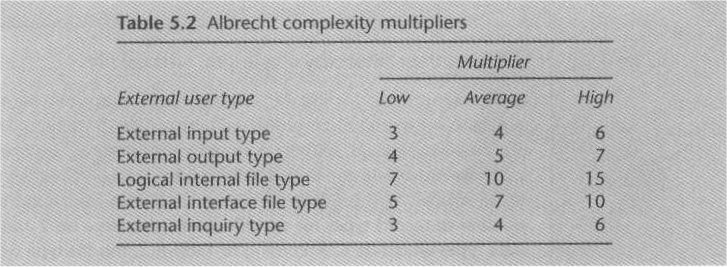 Table 5.2 Albrecht complexity multipliers
Multiplier
External user type Low Average High
External input type 3 4 6
External output type 4 5 7
Logical internal file type 7 10 15
External interface file type 5 7 10
External inquiry type 3 4 6